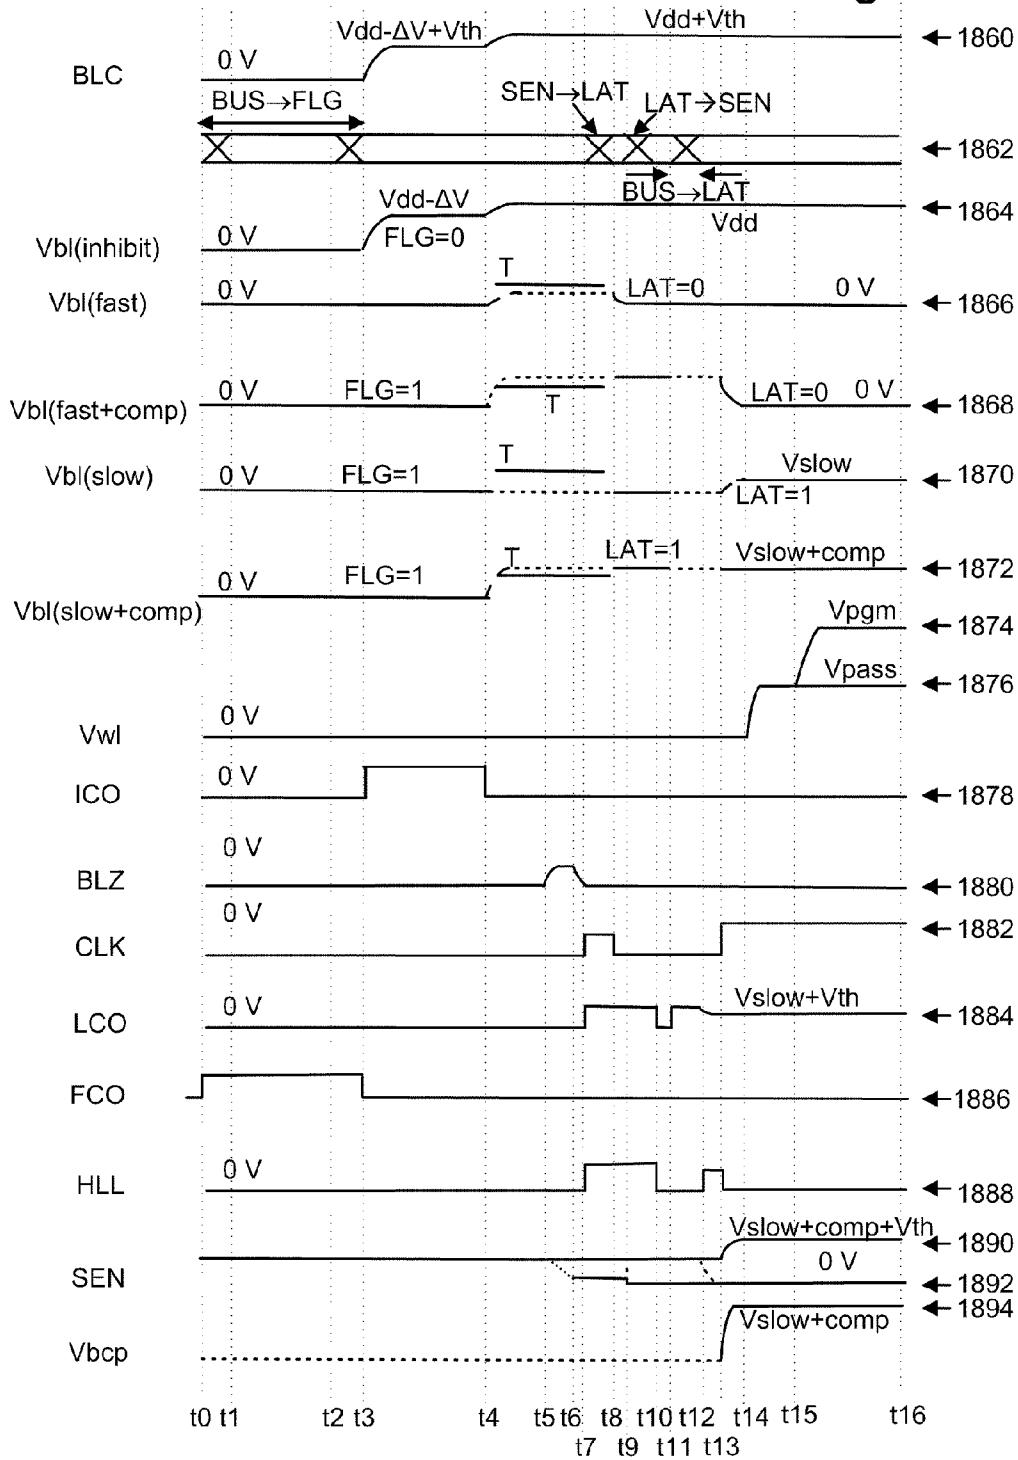 g
Vdd-ΔV+Vth
Vdd+Vth
1860
0 V
BLC
BUS→FLG
SEN→LAT
LAT→SEN
1862
BUS→LAT
Vdd-ΔV
1864
0 V
FLG=0
Vdd
Vbl(inhibit)
T
0 V
LAT=0
0 V
Vbl(fast)
1866
0 V
FLG=1
LAT=0
0 V
Vbl(fast+comp)
T
1868
T
Vslow
Vbl(slow)
0 V
FLG=1
1870
LAT=1
T
LAT=1
Vslow+comp
0 V
FLG=1
1872
Vbl(slow+comp)
Vpgm
1874
Vpass
1876
0 V
Vwl
0 V
ICO
1878
0 V
BLZ
1880
0 V
1882
CLK
0 V
Vslow+Vth
LCO
1884
FCO
1886
0 V
HLL
1888
Vslow+comp+Vth
1890
0 V
SEN
1892
1894
Vslow+comp
Vbcp
t0 t1 t2 t3 t4 t5 t6 t8 t10 t12 t14 t15 t16
t7 t9 t11 t13